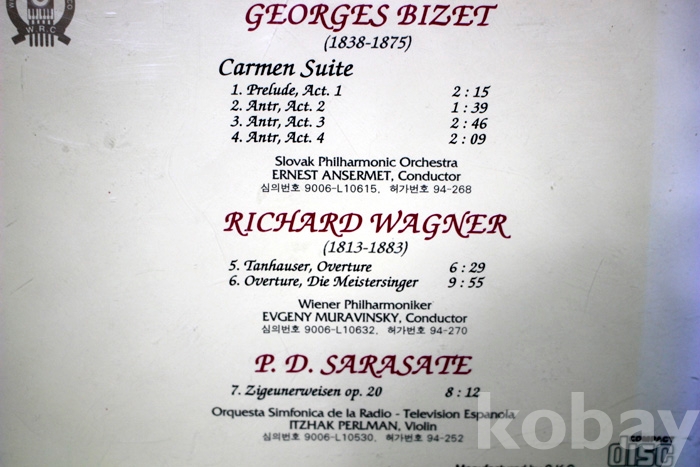 W R C
GEORGES BIZET
(1838-1875)
Carmen Suite
1. Prelude, Act. 1 2 : 15
2. Antr, Act. 2 1 : 39
3. Antr, Act. 3 2 : 46
4. Antr, Act. 4 2 : 09
Slovak Philharmonic Orchestra
ERNEST ANSERMET, Conductor
심의번호 9006-L10615, 허가번호 94-268
RICHARD WAGNER
(1813-1883)
5. Tanhauser, Overture 6 : 29
6. Overture, Die Meistersinger 9 : 55
Wiener Philharmoniker
EVGENY MURAVINSKY, Conductor
심의번호 9006-L10632, 허가번호 94-270
P. D. SARASATE
7. Zigeunerweisen op. 20 8 : 12
Orquesta Simfonica de la Radio - Television Espanola
ITZHAK PERLMAN, Violin
심의번호 9006-L10530, 허가번호 94-252
kobay
COMPACT
disc